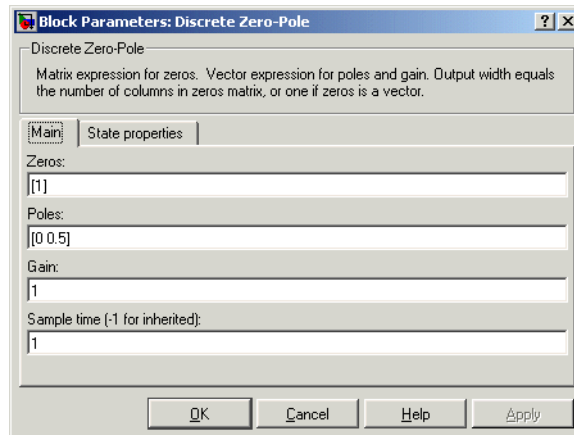 Block Parameters: Discrete Zero-Pole
Discrete Zero-Pole
Matrix expression for zeros.  Vector expression for poles and gain. Output width equals
the number of columns in zeros matrix, or one if zeros is a vector.
Main State properties
Zeros:
[1]
Poles:
[0 0.5]
Gain:
1
Sample time (-1 for inherited):
1
OK Cancel Help Apply